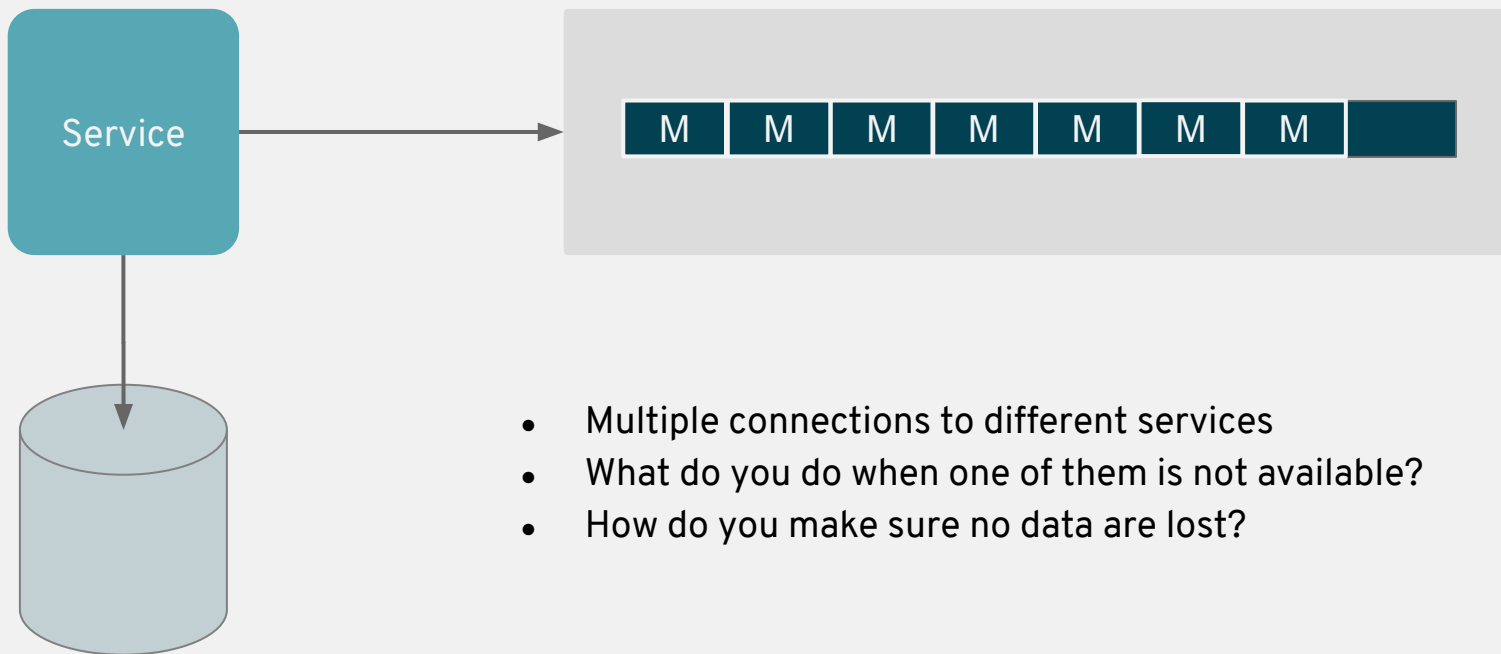 Service
M M M M M M M
● Multiple connections to different services
● What do you do when one of them is not available?
● How do you make sure no data are lost?